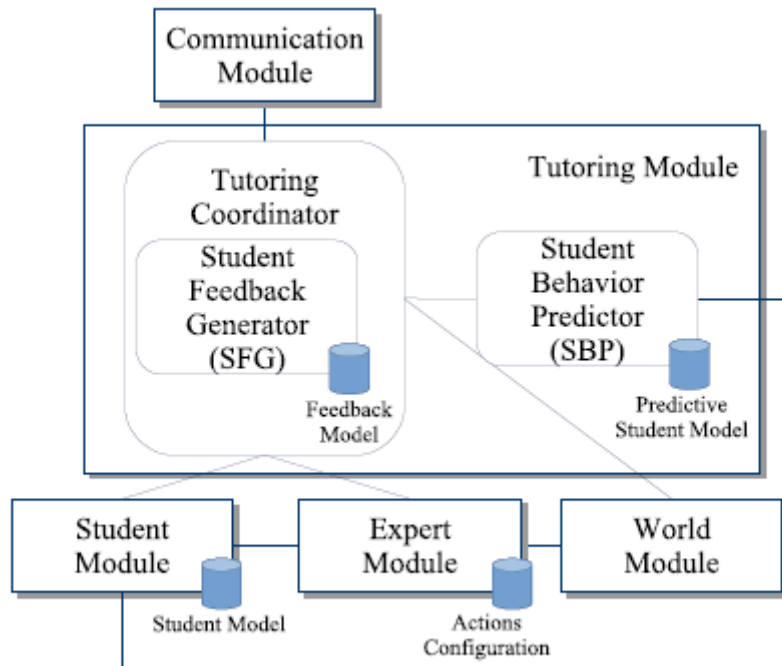 Communication
Module
Tutoring Module
Tutoring
Coordinator
Student
Feedback
Generator
(SFG)
Feedback
Model
Student
Behavior
Predictor
(SBP)
Predictive
Student Model
Student
Module
Student Model
Expert
Module
Actions
Configuration
World
Module